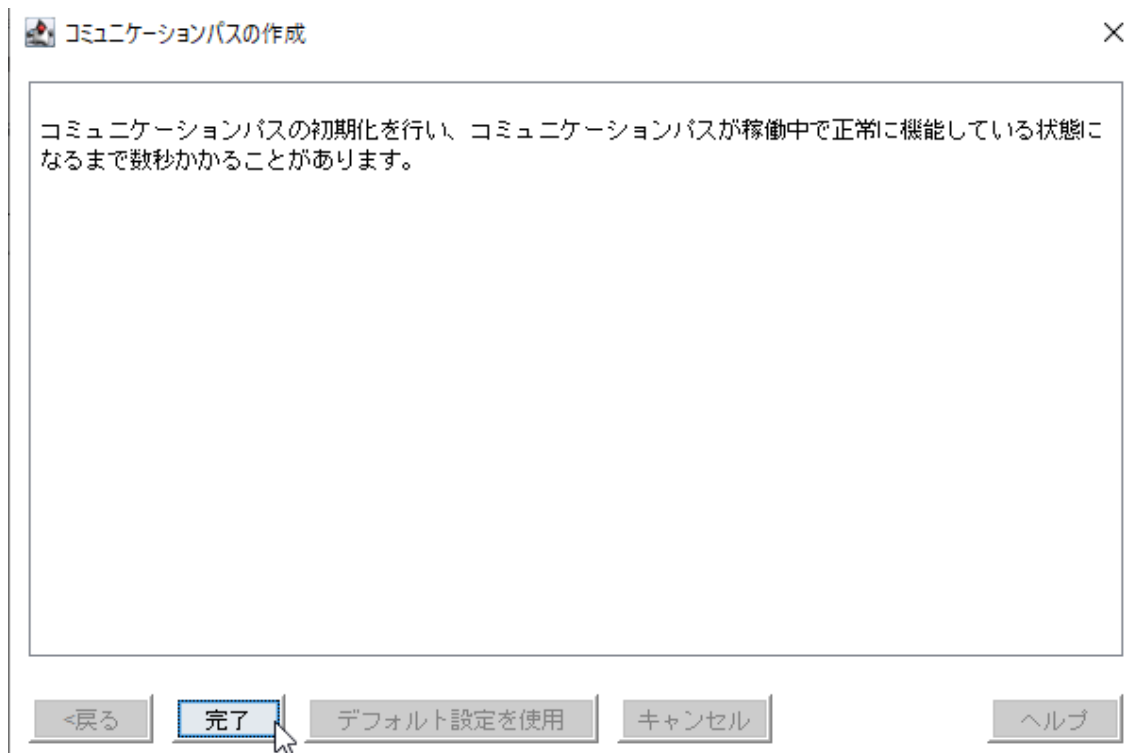 コミュニケーションパスの作成
コミュニケーションパスの初期化を行い、コミュニケーションパスが稼働中で正常に機能している状態に
なるまで数秒かかることがあります。
<戻る
完了
デフォルト設定を使用
キャンセル
ヘルプ